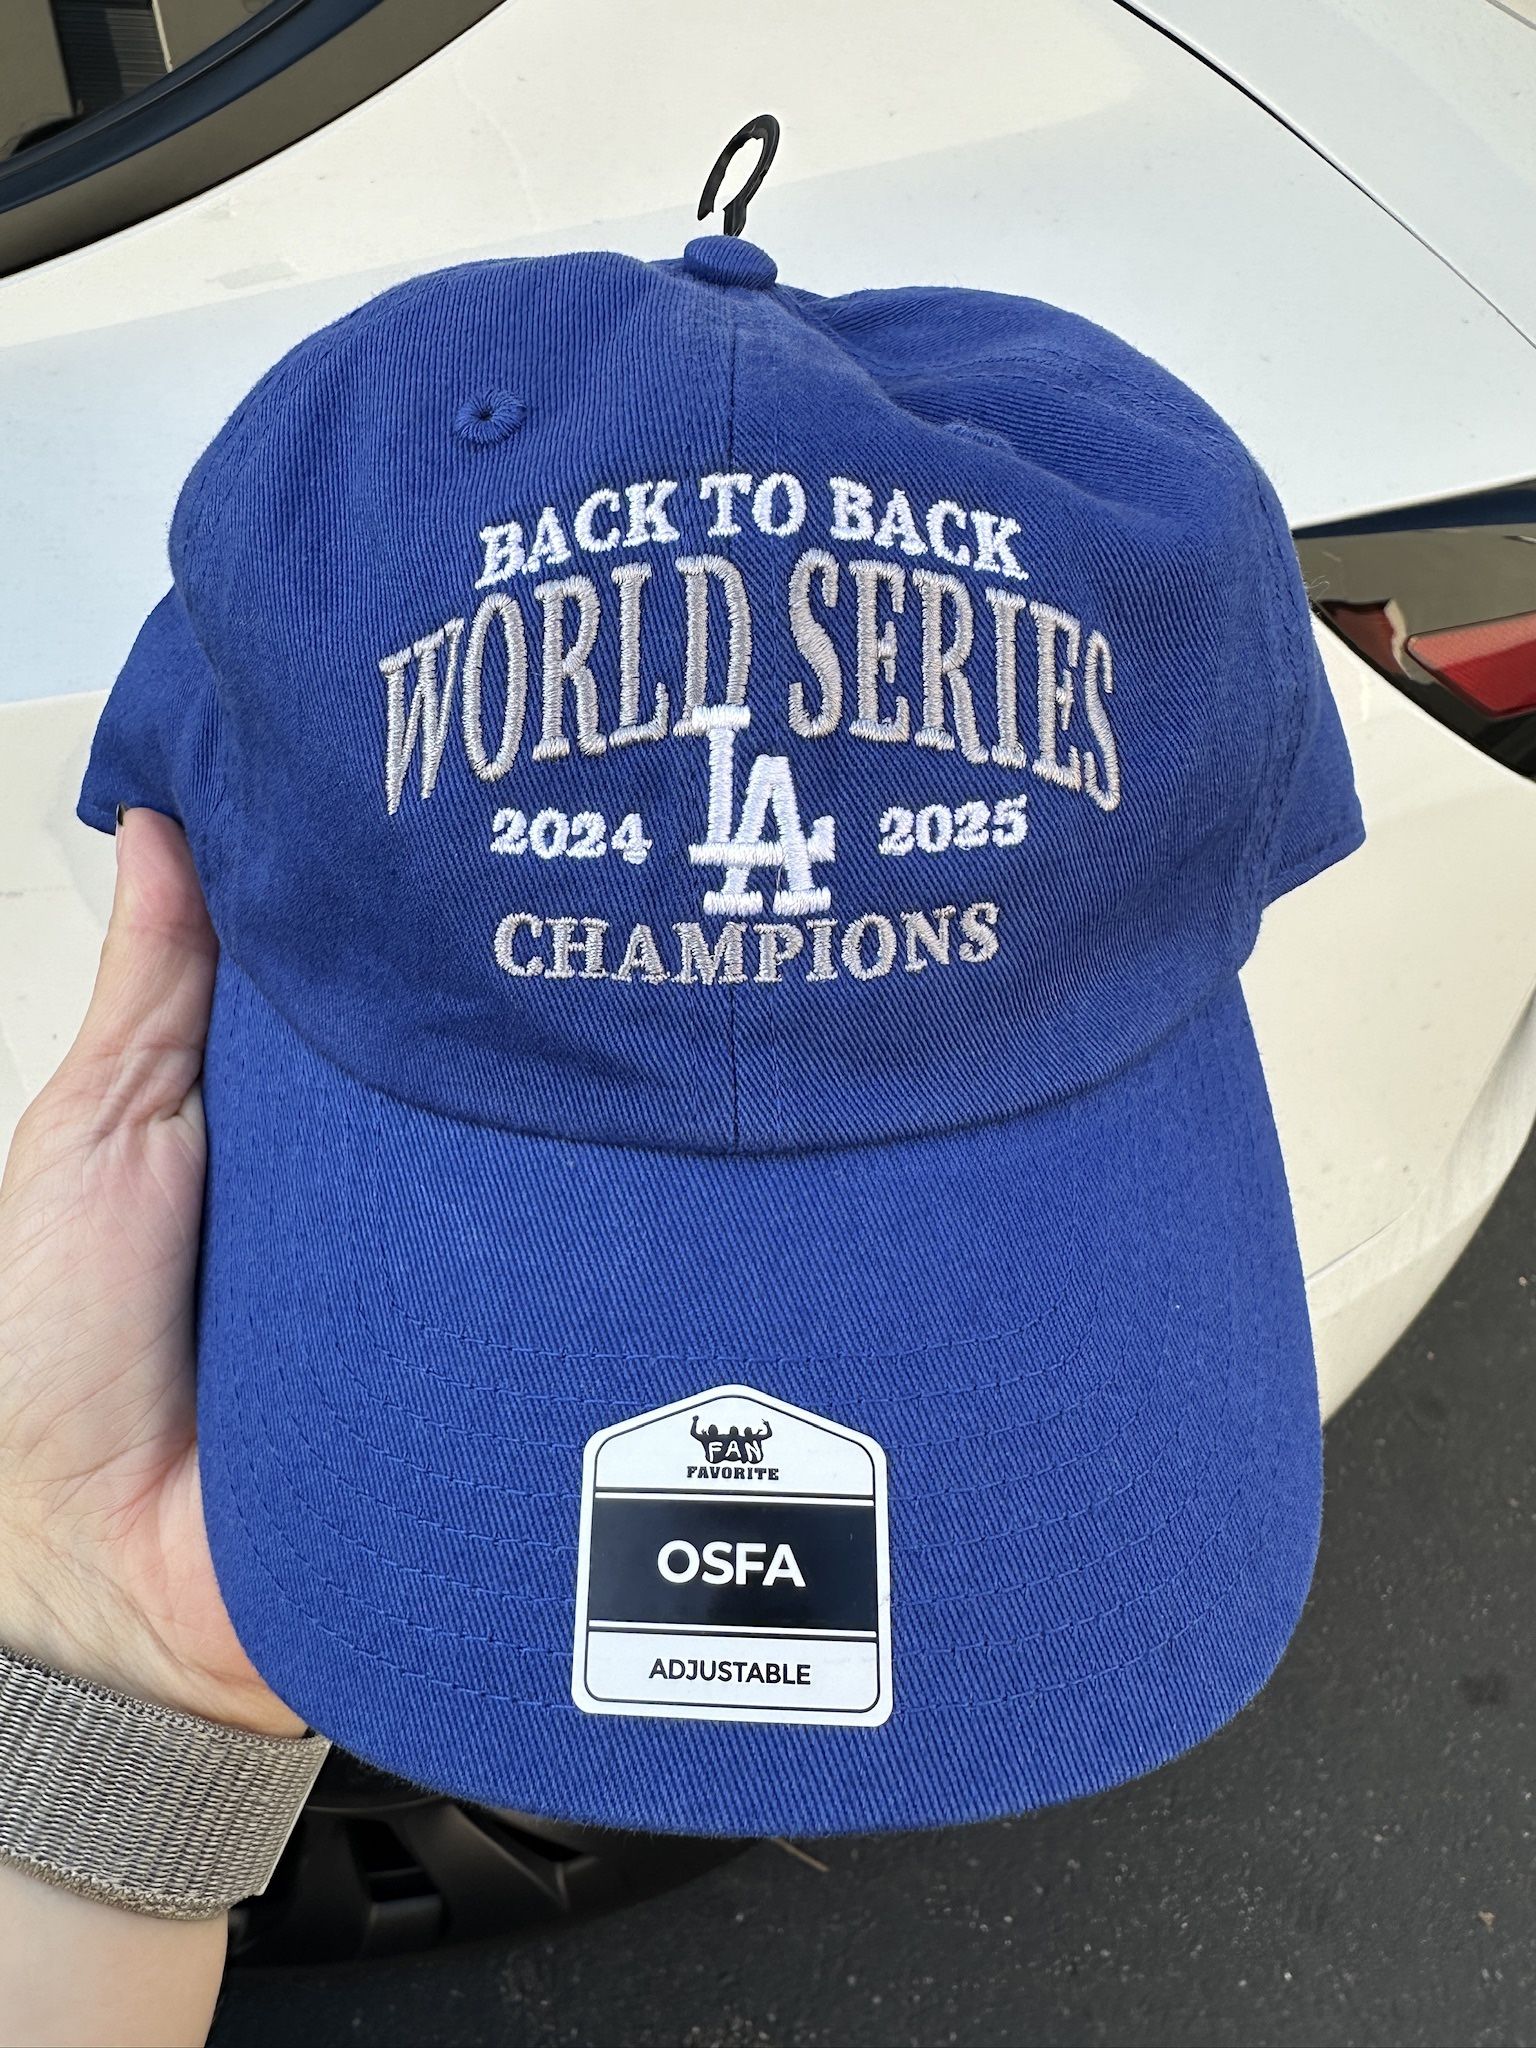 BACK TO BACK
WORLD SERIES
2024 LA 2025
CHAMPIONS
FAN
FAVORITE
OSFA
ADJUSTABLE